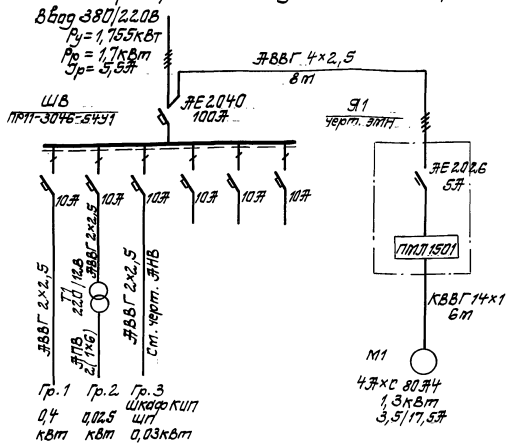 Ввод 380/220В
Ру=1,755кВт
Рр=1,7кВт
Jр=5,5А
АВВГ 4×2,5
8м
ШВ
ПР11-3046-54У1
АЕ2040
100А
Я1
черт. ЭМН
АЕ2026
5А
10А
10А
10А
10А
10А
10А
АВВГ 2×2,5
АВВГ 2×2,5
Т1
220/12В
АПВ
2(1×6)
АВВГ 2×2,5
См. черт. АНВ
ПМЛ1501
КВВГ 14×1
6м
М1
4АХС 80А4
1,3кВт
3,5/17,5А
Гр.1
0,4
кВт
Гр.2
0,025
кВт
Гр.3
Шкаф КИП
ШП
0,03кВт